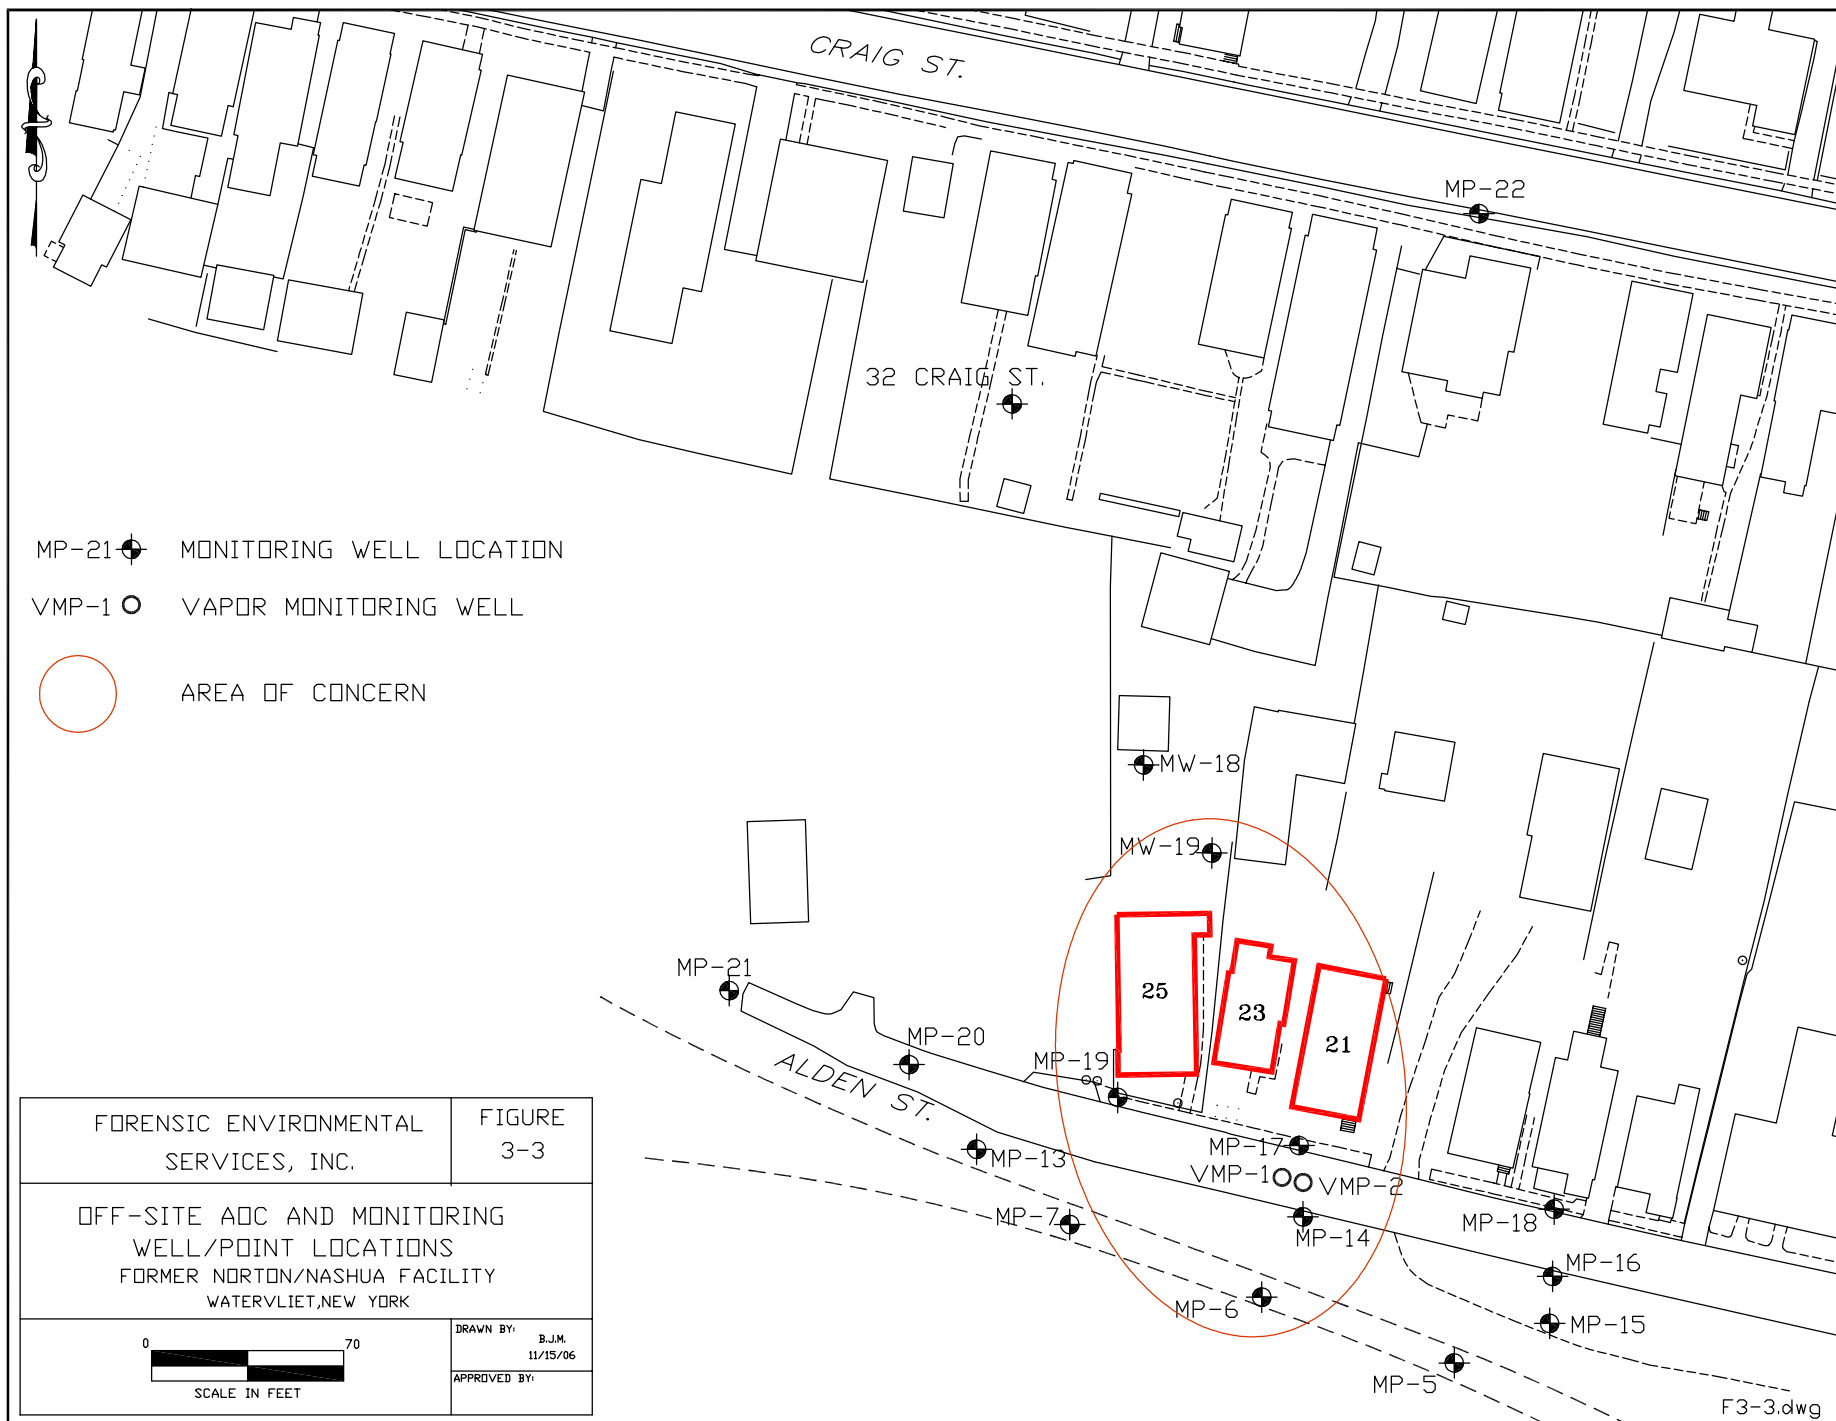 CRAIG ST.
MP-22
32 CRAIG ST.
MP-21 MONITORING WELL LOCATION
VMP-1 VAPOR MONITORING WELL
AREA OF CONCERN
MW-18
MW-19
MP-21
25
23
21
MP-20
MP-19
ALDEN ST.
MP-13
MP-17
VMP-1
VMP-2
MP-7
MP-14
MP-18
MP-16
MP-6
MP-15
MP-5
FORENSIC ENVIRONMENTAL
SERVICES, INC.
FIGURE
3-3
OFF-SITE AOC AND MONITORING
WELL/POINT LOCATIONS
FORMER NORTON/NASHUA FACILITY
WATERVLIET,NEW YORK
0 70
SCALE IN FEET
DRAWN BY:
B.J.M.
11/15/06
APPROVED BY:
F3-3.dwg